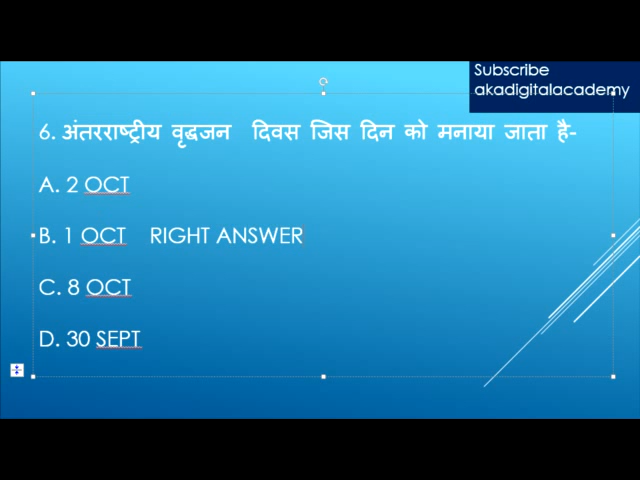 Subscribe
akadigitalacademy
6. अंतरराष्ट्रीय वृद्धजन दिवस जिस दिन को मनाया जाता है-
A. 2 OCT
B. 1 OCT RIGHT ANSWER
C. 8 OCT
D. 30 SEPT